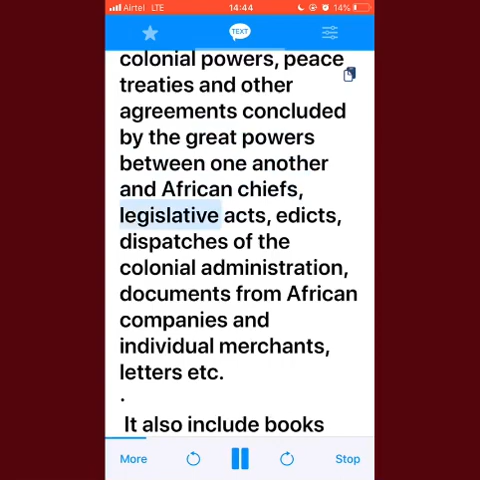 Airtel LTE 14:44 14%
TEXT
colonial powers, peace
treaties and other
agreements concluded
by the great powers
between one another
and African chiefs,
legislative acts, edicts,
dispatches of the
colonial administration,
documents from African
companies and
individual merchants,
letters etc.
.
It also include books
More Stop